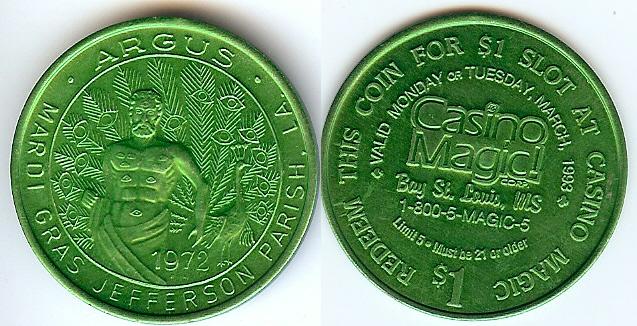 · ARGUS ·
MARDI GRAS JEFFERSON PARISH, LA
1972
REDEEM THIS COIN FOR $1 SLOT AT CASINO MAGIC
VALID MONDAY OR TUESDAY, MARCH, 1993
Casino
Magic!
CORP.
Bay St. Louis, MS
1-800-5-MAGIC-5
Limit 5 • Must be 21 or older
$1